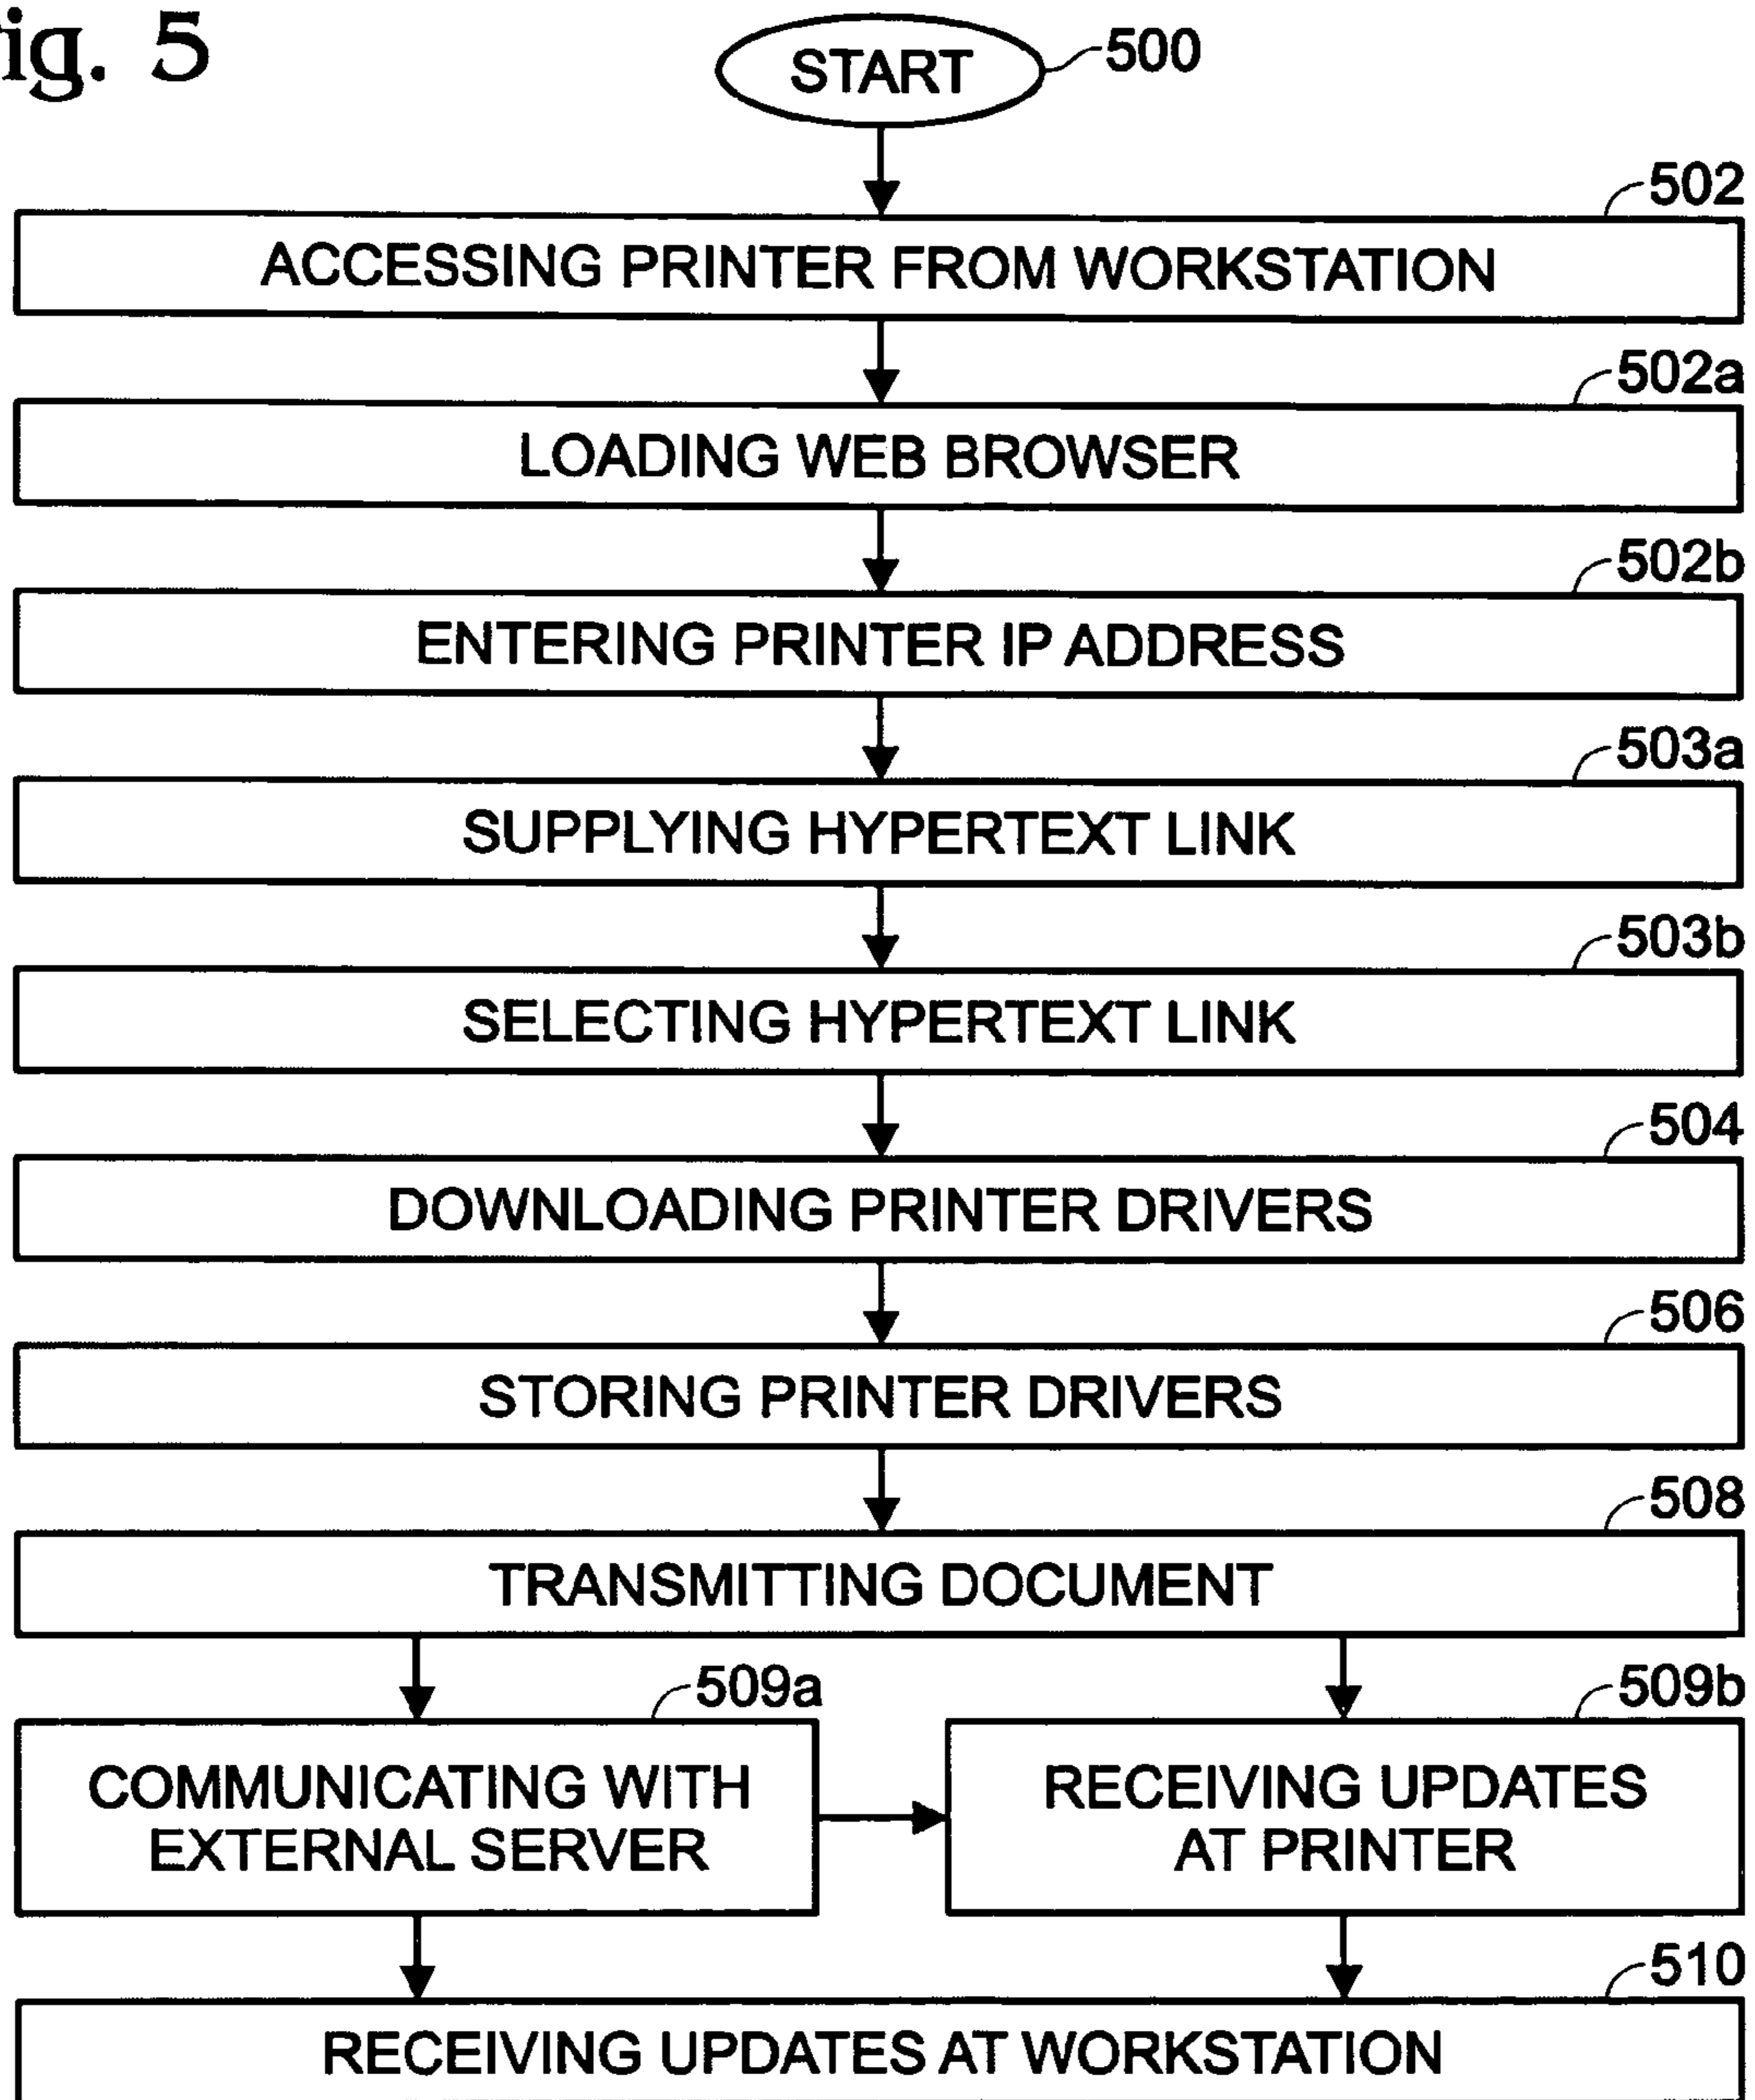 ig. 5
START
500
502
ACCESSING PRINTER FROM WORKSTATION
502a
LOADING WEB BROWSER
502b
ENTERING PRINTER IP ADDRESS
503a
SUPPLYING HYPERTEXT LINK
503b
SELECTING HYPERTEXT LINK
504
DOWNLOADING PRINTER DRIVERS
506
STORING PRINTER DRIVERS
508
TRANSMITTING DOCUMENT
509a
COMMUNICATING WITH
EXTERNAL SERVER
509b
RECEIVING UPDATES
AT PRINTER
510
RECEIVING UPDATES AT WORKSTATION